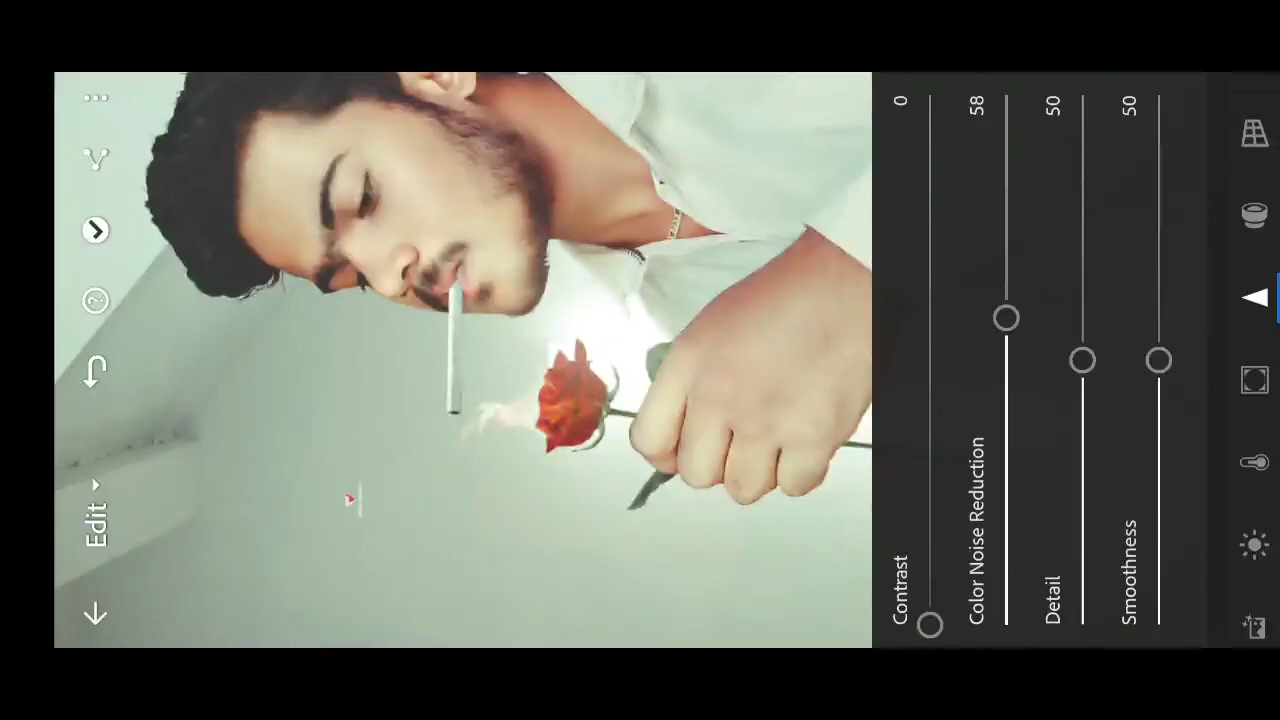 Edit
Contrast 0
Color Noise Reduction 58
Detail 50
Smoothness 50